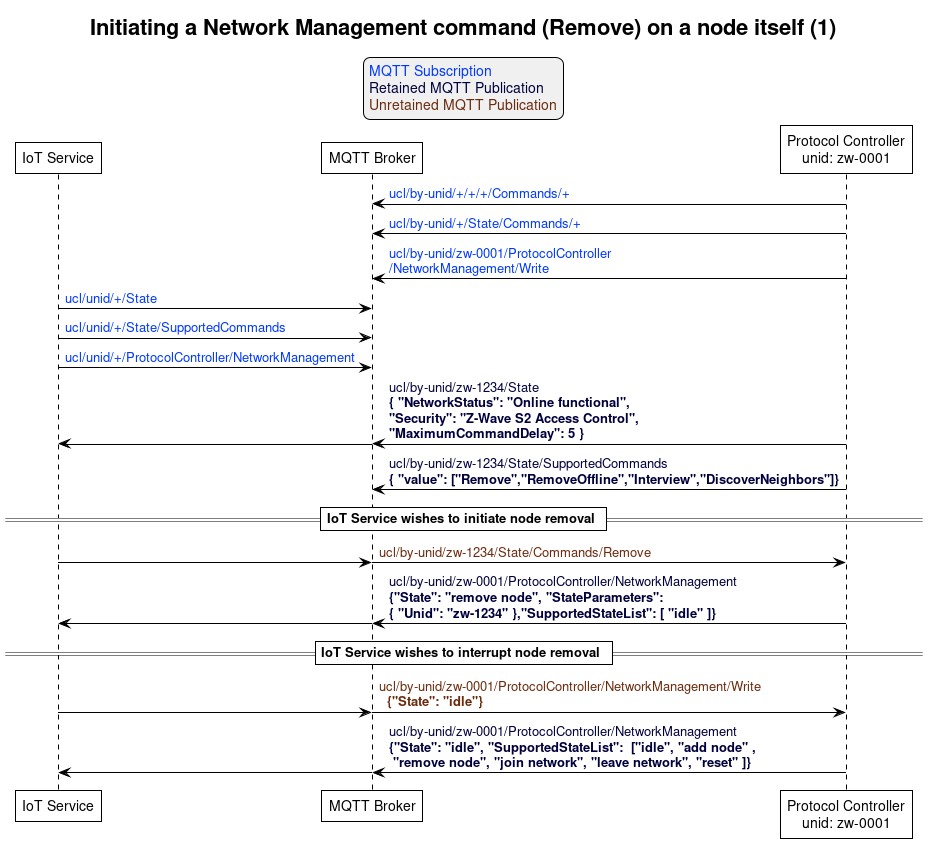 Initiating a Network Management command (Remove) on a node itself (1)
MQTT Subscription
Retained MQTT Publication
Unretained MQTT Publication
IoT Service
MQTT Broker
Protocol Controller
unid: zw-0001
ucl/by-unid/+/+/+/Commands/+
ucl/by-unid/+/State/Commands/+
ucl/by-unid/zw-0001/ProtocolController
/NetworkManagement/Write
ucl/unid/+/State
ucl/unid/+/State/SupportedCommands
ucl/unid/+/ProtocolController/NetworkManagement
ucl/by-unid/zw-1234/State
{ "NetworkStatus": "Online functional",
"Security": "Z-Wave S2 Access Control",
"MaximumCommandDelay": 5 }
ucl/by-unid/zw-1234/State/SupportedCommands
{ "value": ["Remove","RemoveOffline","Interview","DiscoverNeighbors"]}
IoT Service wishes to initiate node removal
ucl/by-unid/zw-1234/State/Commands/Remove
ucl/by-unid/zw-0001/ProtocolController/NetworkManagement
{"State": "remove node", "StateParameters":
{ "Unid": "zw-1234" },"SupportedStateList": [ "idle" ]}
IoT Service wishes to interrupt node removal
ucl/by-unid/zw-0001/ProtocolController/NetworkManagement/Write
{"State": "idle"}
ucl/by-unid/zw-0001/ProtocolController/NetworkManagement
{"State": "idle", "SupportedStateList":  ["idle", "add node" ,
"remove node", "join network", "leave network", "reset" ]}
IoT Service
MQTT Broker
Protocol Controller
unid: zw-0001